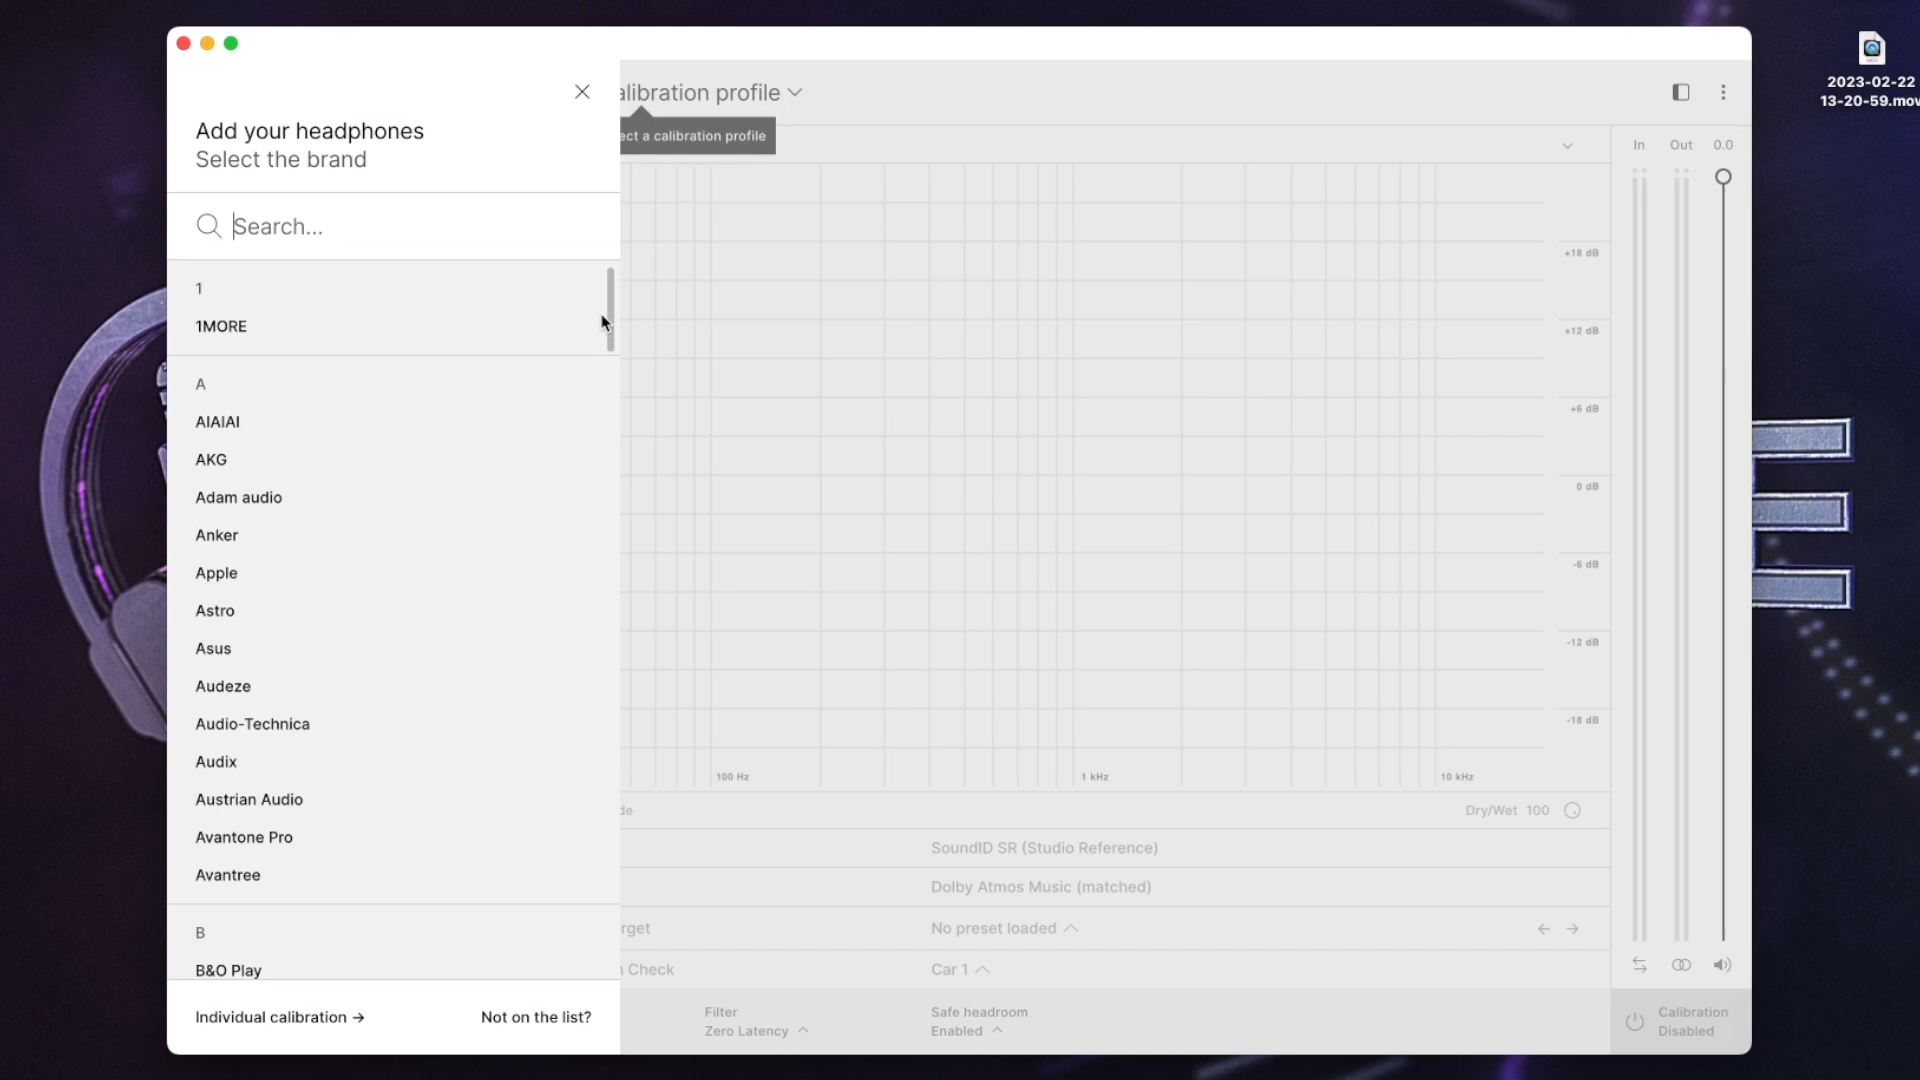 2023-02-22
13-20-59.mov
alibration profile
ect a calibration profile
Add your headphones
Select the brand
Search...
1
1MORE
A
AIAIAI
AKG
Adam audio
Anker
Apple
Astro
Asus
Audeze
Audio-Technica
Audix
Austrian Audio
Avantone Pro
Avantree
B
B&O Play
Individual calibration →
Not on the list?
In Out 0.0
+18 dB
+12 dB
+6 dB
0 dB
-6 dB
-12 dB
-18 dB
100 Hz 1 kHz 10 kHz
de
Dry/Wet 100
SoundID SR (Studio Reference)
Dolby Atmos Music (matched)
rget
No preset loaded
n Check
Car 1
Filter
Zero Latency
Safe headroom
Enabled
Calibration
Disabled
E